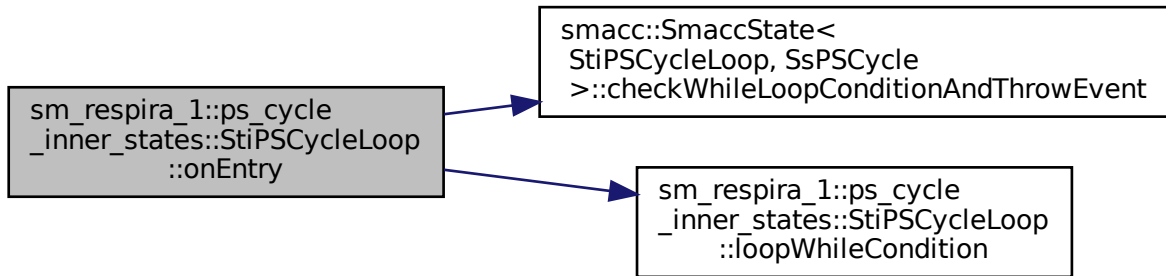 sm_respira_1::ps_cycle
_inner_states::StiPSCycleLoop
::onEntry
smacc::SmaccState<
StiPSCycleLoop, SsPSCycle
>::checkWhileLoopConditionAndThrowEvent
sm_respira_1::ps_cycle
_inner_states::StiPSCycleLoop
::loopWhileCondition